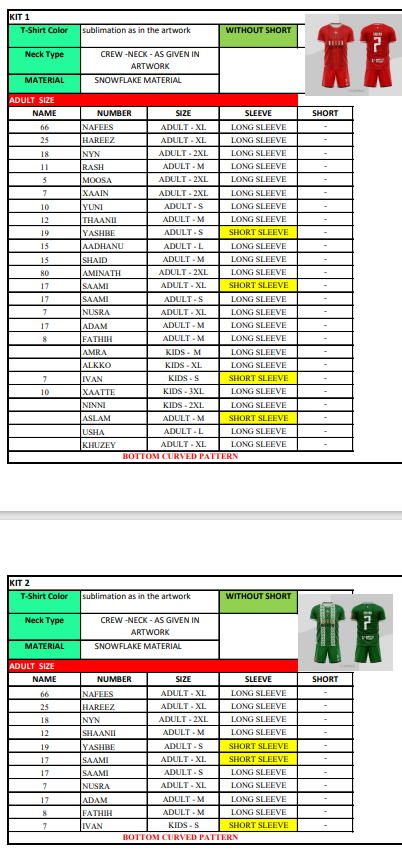 KIT 1
T-Shirt Color sublimation as in the artwork WITHOUT SHORT
Neck Type CREW -NECK - AS GIVEN IN
ARTWORK
MATERIAL SNOWFLAKE MATERIAL
ADULT SIZE
NAME NUMBER SIZE SLEEVE SHORT
66 NAFEES ADULT - XL LONG SLEEVE -
25 HAREEZ ADULT - XL LONG SLEEVE -
18 NYN ADULT - 2XL LONG SLEEVE -
11 RASH ADULT - M LONG SLEEVE -
5 MOOSA ADULT - 2XL LONG SLEEVE -
7 XAAIN ADULT - 2XL LONG SLEEVE -
10 YUNI ADULT - S LONG SLEEVE -
12 THAANII ADULT - M LONG SLEEVE -
19 YASHBE ADULT - S SHORT SLEEVE -
15 AADHANU ADULT - L LONG SLEEVE -
15 SHAID ADULT - M LONG SLEEVE -
80 AMINATH ADULT - 2XL LONG SLEEVE -
17 SAAMI ADULT - XL SHORT SLEEVE -
17 SAAMI ADULT - S LONG SLEEVE -
7 NUSRA ADULT - XL LONG SLEEVE -
17 ADAM ADULT - M LONG SLEEVE -
8 FATHIH ADULT - M LONG SLEEVE -
AMRA KIDS - M LONG SLEEVE -
ALKKO KIDS - XL LONG SLEEVE -
7 IVAN KIDS - S SHORT SLEEVE -
10 XAATTE KIDS - 3XL LONG SLEEVE -
NINNI KIDS - 2XL LONG SLEEVE -
ASLAM ADULT - M SHORT SLEEVE -
USHA ADULT - L LONG SLEEVE -
KHUZEY ADULT - XL LONG SLEEVE -
BOTTOM CURVED PATTERN
KIT 2
T-Shirt Color sublimation as in the artwork WITHOUT SHORT
Neck Type CREW -NECK - AS GIVEN IN
ARTWORK
MATERIAL SNOWFLAKE MATERIAL
ADULT SIZE
NAME NUMBER SIZE SLEEVE SHORT
66 NAFEES ADULT - XL LONG SLEEVE -
25 HAREEZ ADULT - XL LONG SLEEVE -
18 NYN ADULT - 2XL LONG SLEEVE -
12 SHAANII ADULT - M LONG SLEEVE -
19 YASHBE ADULT - S SHORT SLEEVE -
17 SAAMI ADULT - XL SHORT SLEEVE -
17 SAAMI ADULT - S LONG SLEEVE -
7 NUSRA ADULT - XL LONG SLEEVE -
17 ADAM ADULT - M LONG SLEEVE -
8 FATHIH ADULT - M LONG SLEEVE -
7 IVAN KIDS - S SHORT SLEEVE -
BOTTOM CURVED PATTERN